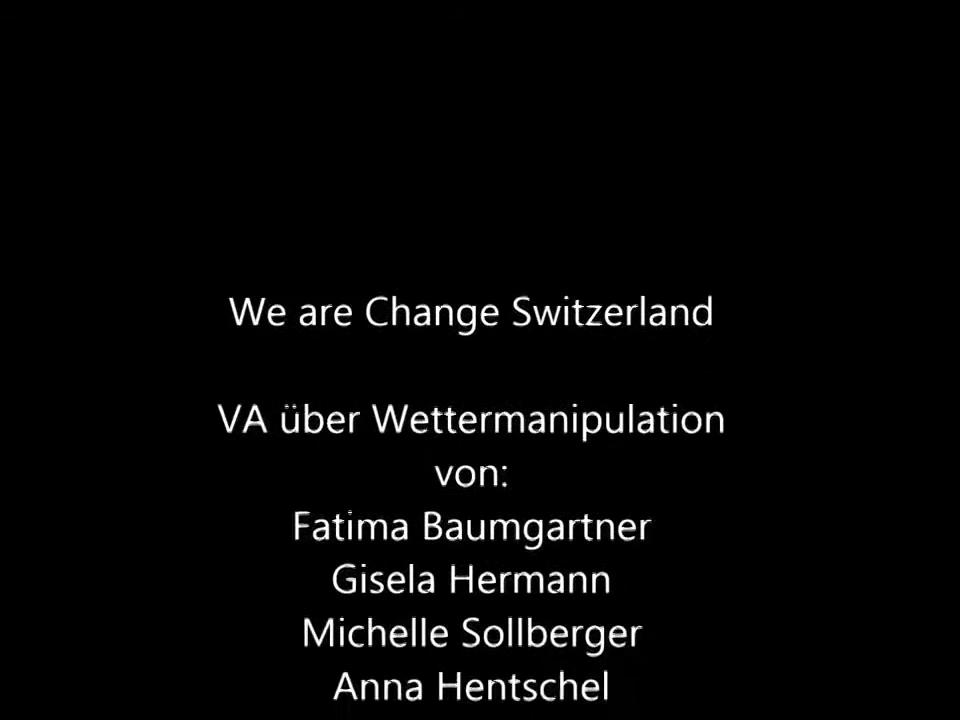 We are Change Switzerland
VA über Wettermanipulation
von:
Fatima Baumgartner
Gisela Hermann
Michelle Sollberger
Anna Hentschel